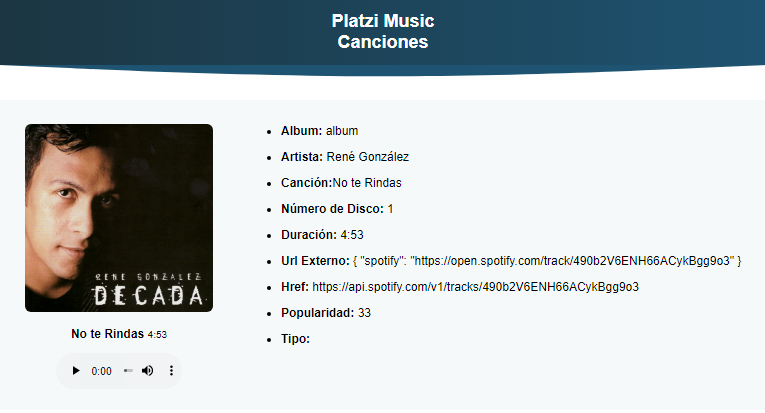 Platzi Music
Canciones
RENE GONZALEZ
DECADA
No te Rindas 4:53
0:00
Album: album
Artista: René González
Canción:No te Rindas
Número de Disco: 1
Duración: 4:53
Url Externo: { "spotify": "https://open.spotify.com/track/490b2V6ENH66ACykBgg9o3" }
Href: https://api.spotify.com/v1/tracks/490b2V6ENH66ACykBgg9o3
Popularidad: 33
Tipo: